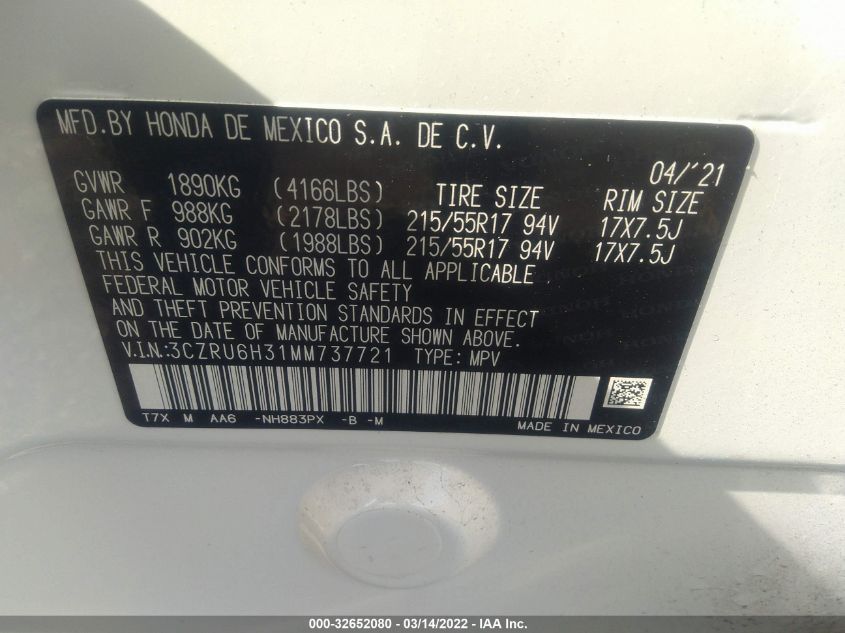 MFD.BY HONDA DE MEXICO S.A. DE C.V.
04/'21
GVWR 1890KG (4166LBS) TIRE SIZE RIM SIZE
GAWR F 988KG (2178LBS) 215/55R17 94V 17X7.5J
GAWR R 902KG (1988LBS) 215/55R17 94V 17X7.5J
THIS VEHICLE CONFORMS TO ALL APPLICABLE
FEDERAL MOTOR VEHICLE SAFETY
AND THEFT PREVENTION STANDARDS IN EFFECT
ON THE DATE OF MANUFACTURE SHOWN ABOVE.
V.I.N:3CZRU6H31MM737721 TYPE: MPV
T7X M AA6 -NH883PX -B -M
MADE IN MEXICO
000-32652080 - 03/14/2022 - IAA Inc.